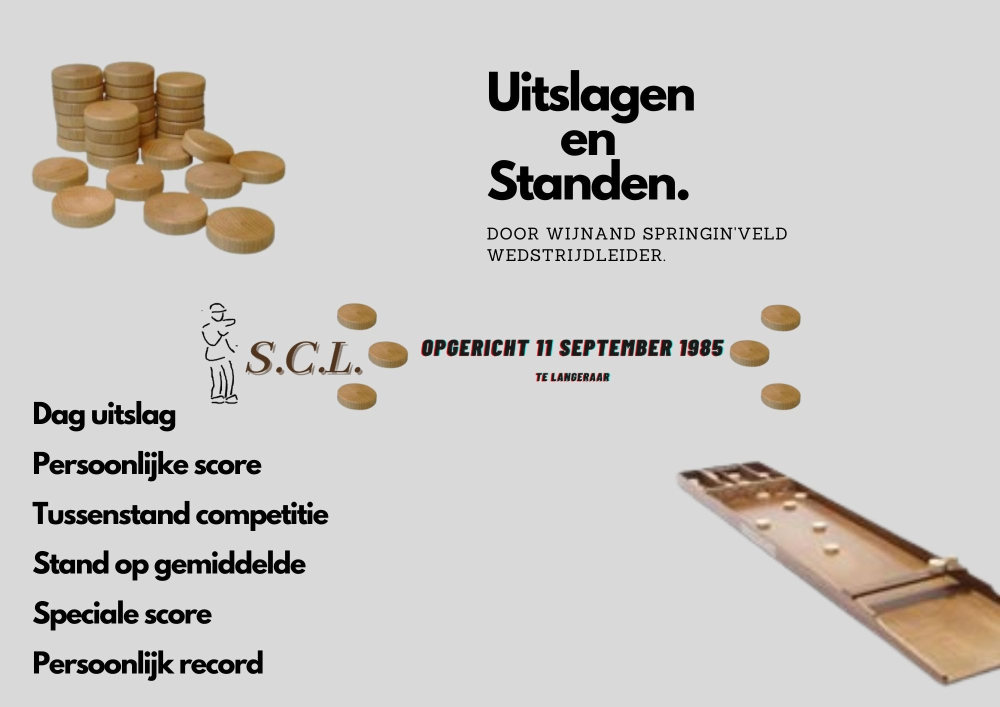 Uitslagen
en
Standen.
DOOR WIJNAND SPRINGIN'VELD
WEDSTRIJDLEIDER.
S.C.L.
OPGERICHT 11 SEPTEMBER 1985
TE LANGERAAR
Dag uitslag
Persoonlijke score
Tussenstand competitie
Stand op gemiddelde
Speciale score
Persoonlijk record